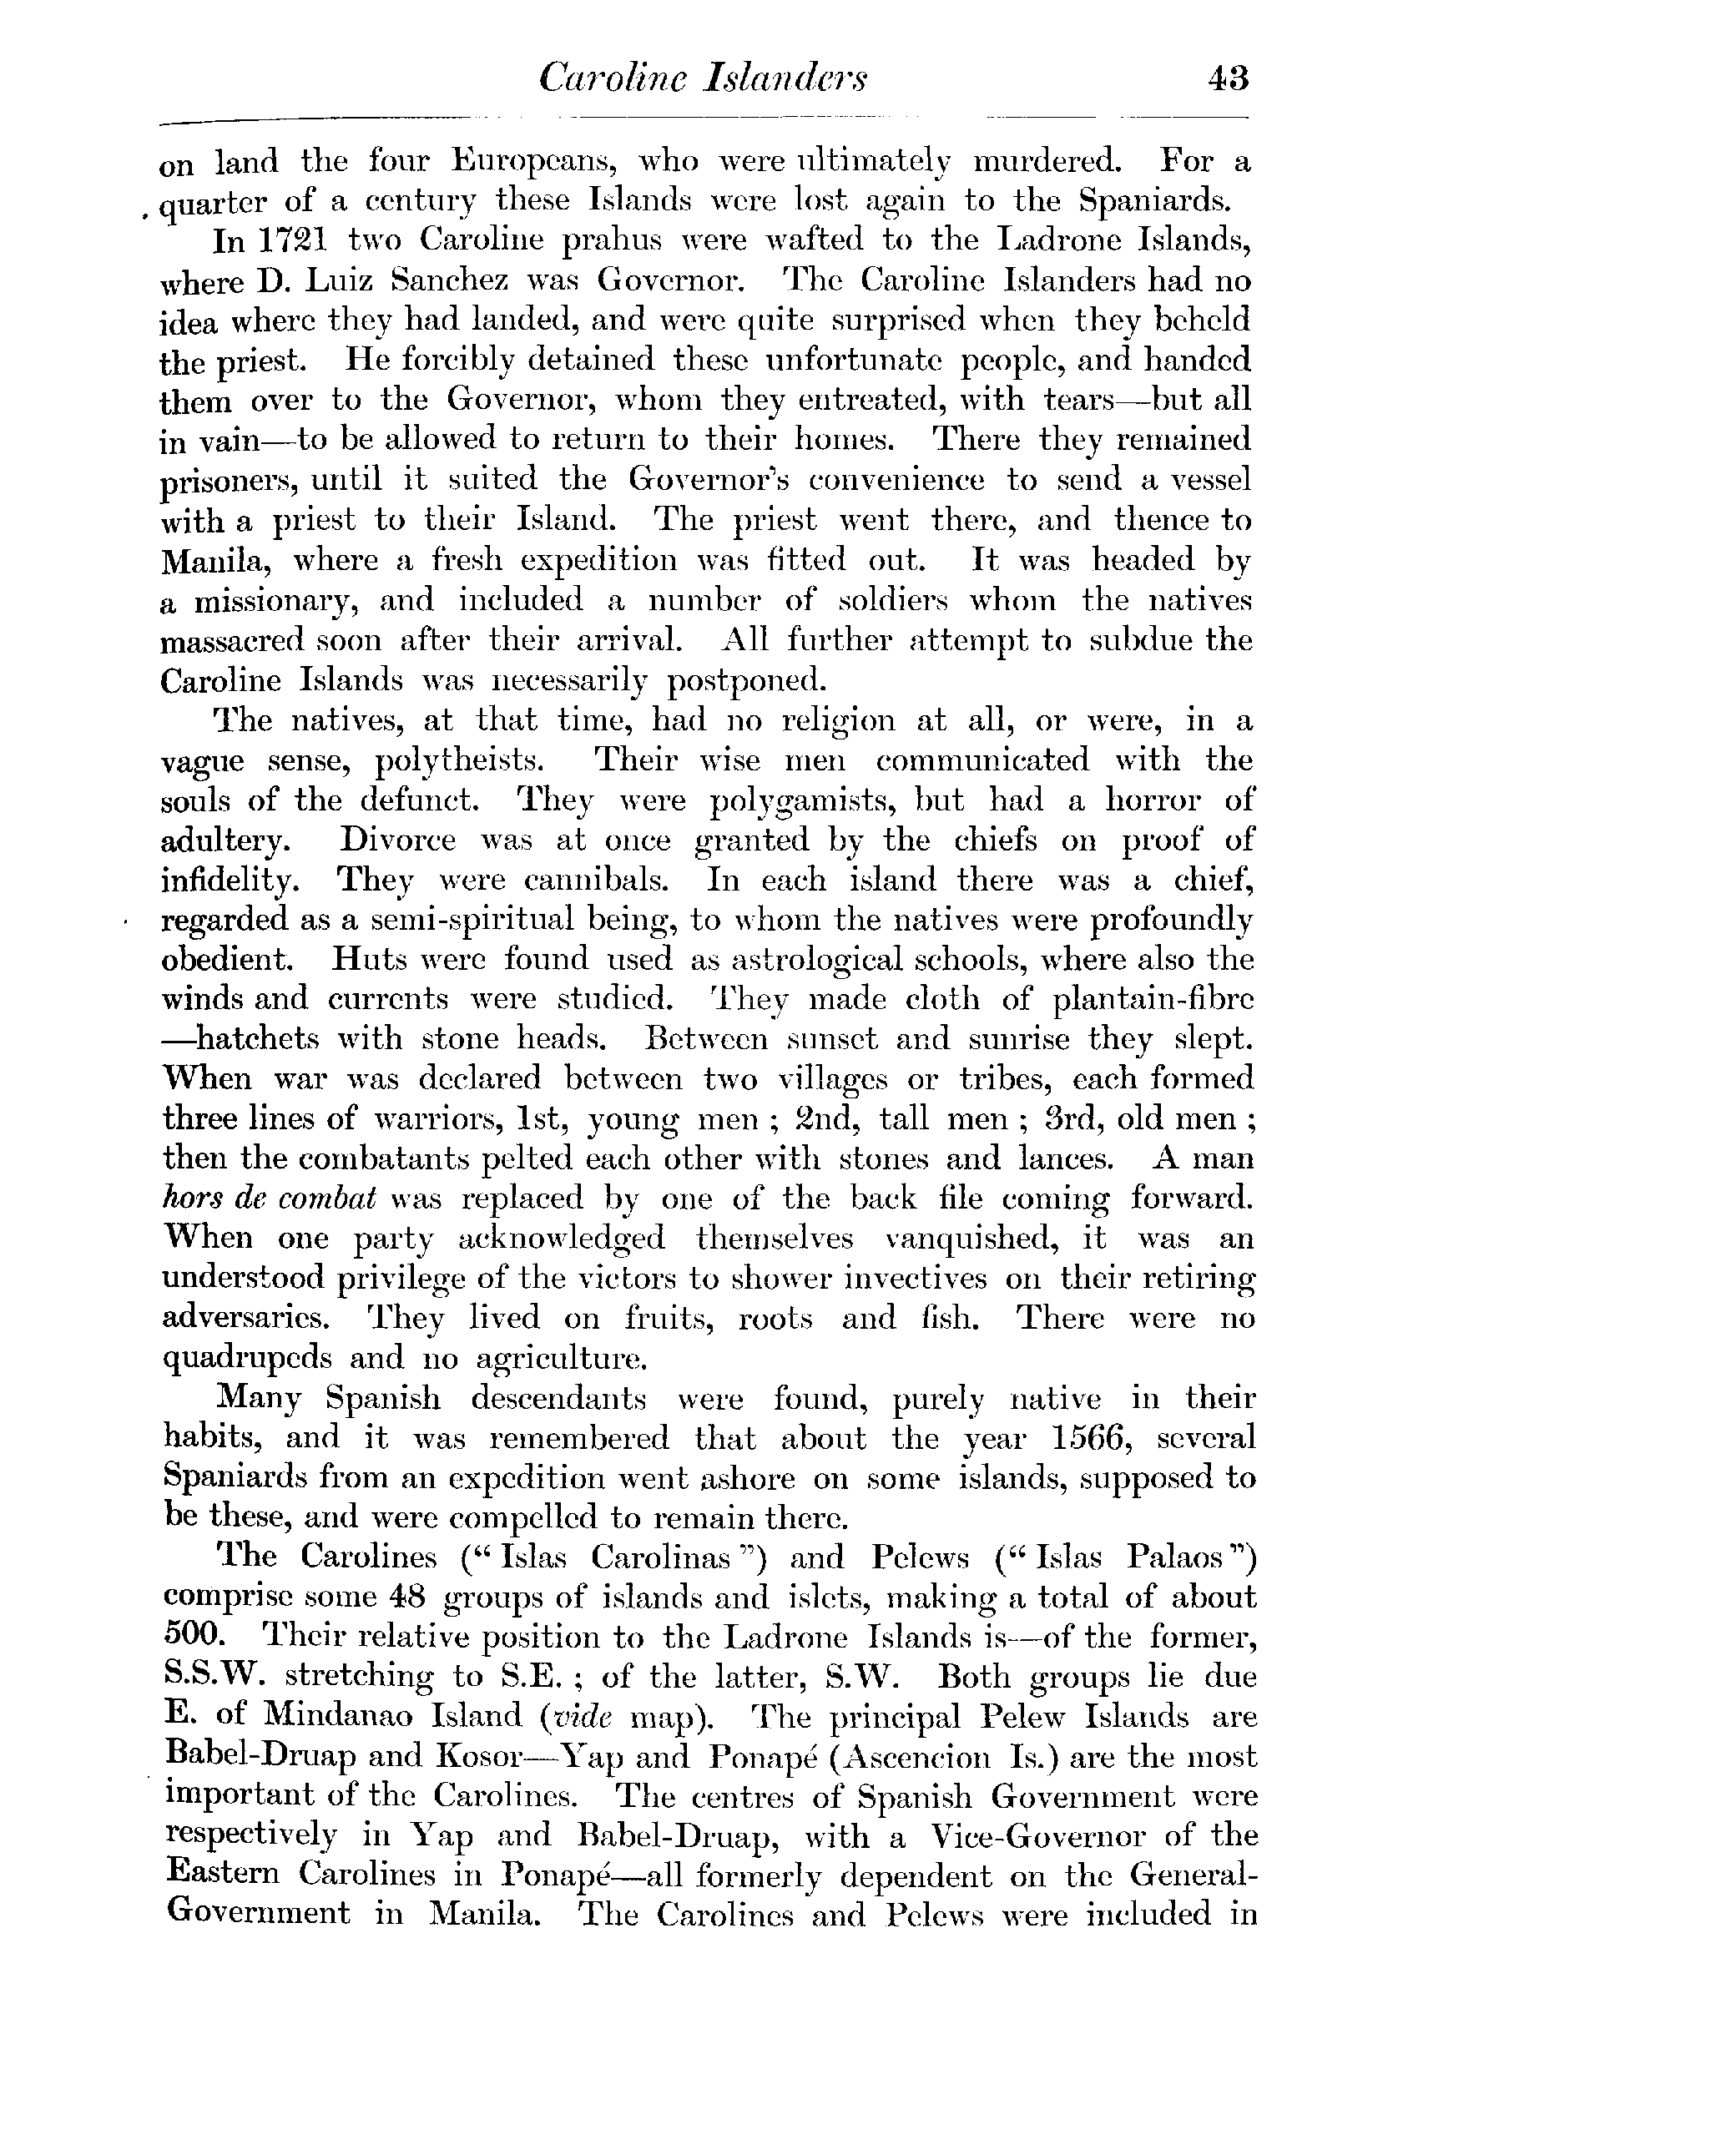 Caroline Islanders 43
on land the four Europeans, who were ultimately murdered. For a
quarter of a century these Islands were lost again to the Spaniards.
In 1721 two Caroline prahus were wafted to the Ladrone Islands,
where D. Luiz Sanchez was Governor. The Caroline Islanders had no
idea where they had landed, and were quite surprised when they beheld
the priest. He forcibly detained these unfortunate people, and handed
them over to the Governor, whom they entreated, with tears—but all
in vain—to be allowed to return to their homes. There they remained
prisoners, until it suited the Governor's convenience to send a vessel
with a priest to their Island. The priest went there, and thence to
Manila, where a fresh expedition was fitted out. It was headed by
a missionary, and included a number of soldiers whom the natives
massacred soon after their arrival. All further attempt to subdue the
Caroline Islands was necessarily postponed.
The natives, at that time, had no religion at all, or were, in a
vague sense, polytheists. Their wise men communicated with the
souls of the defunct. They were polygamists, but had a horror of
adultery. Divorce was at once granted by the chiefs on proof of
infidelity. They were cannibals. In each island there was a chief,
regarded as a semi-spiritual being, to whom the natives were profoundly
obedient. Huts were found used as astrological schools, where also the
winds and currents were studied. They made cloth of plantain-fibre
—hatchets with stone heads. Between sunset and sunrise they slept.
When war was declared between two villages or tribes, each formed
three lines of warriors, 1st, young men ; 2nd, tall men ; 3rd, old men ;
then the combatants pelted each other with stones and lances. A man
hors de combat was replaced by one of the back file coming forward.
When one party acknowledged themselves vanquished, it was an
understood privilege of the victors to shower invectives on their retiring
adversaries. They lived on fruits, roots and fish. There were no
quadrupeds and no agriculture.
Many Spanish descendants were found, purely native in their
habits, and it was remembered that about the year 1566, several
Spaniards from an expedition went ashore on some islands, supposed to
be these, and were compelled to remain there.
The Carolines (“ Islas Carolinas ”) and Pelews (“ Islas Palaos ”)
comprise some 48 groups of islands and islets, making a total of about
500. Their relative position to the Ladrone Islands is—of the former,
S.S.W. stretching to S.E. ; of the latter, S.W. Both groups lie due
E. of Mindanao Island (vide map). The principal Pelew Islands are
Babel-Druap and Kosor—Yap and Ponapé (Ascencion Is.) are the most
important of the Carolines. The centres of Spanish Government were
respectively in Yap and Babel-Druap, with a Vice-Governor of the
Eastern Carolines in Ponapé—all formerly dependent on the General-
Government in Manila. The Carolines and Pelews were included in